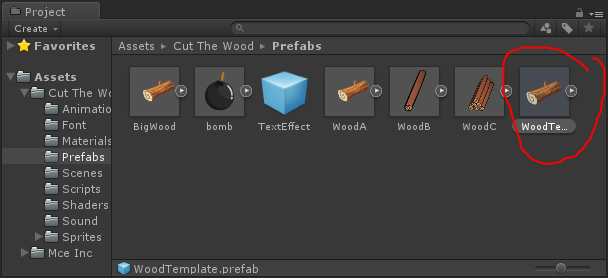 Project
Create
Favorites
Assets
Cut The Wo
Animatio
Font
Materials
Prefabs
Scenes
Scripts
Shaders
Sound
Sprites
Mce Inc
Assets Cut The Wood Prefabs
BigWood bomb TextEffect WoodA WoodB WoodC WoodTe...
WoodTemplate.prefab